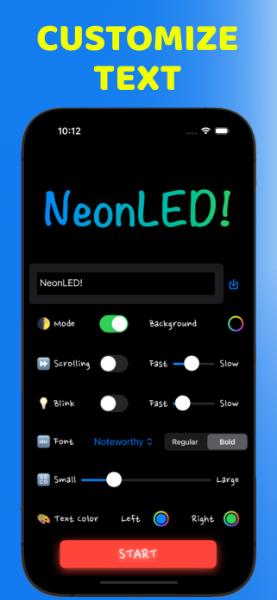 CUSTOMIZE
TEXT
10:12
NeonLED!
NeonLED!
Mode Background
Scrolling Fast Slow
Blink Fast Slow
Font Noteworthy Regular Bold
Small Large
Text Color Left Right
START